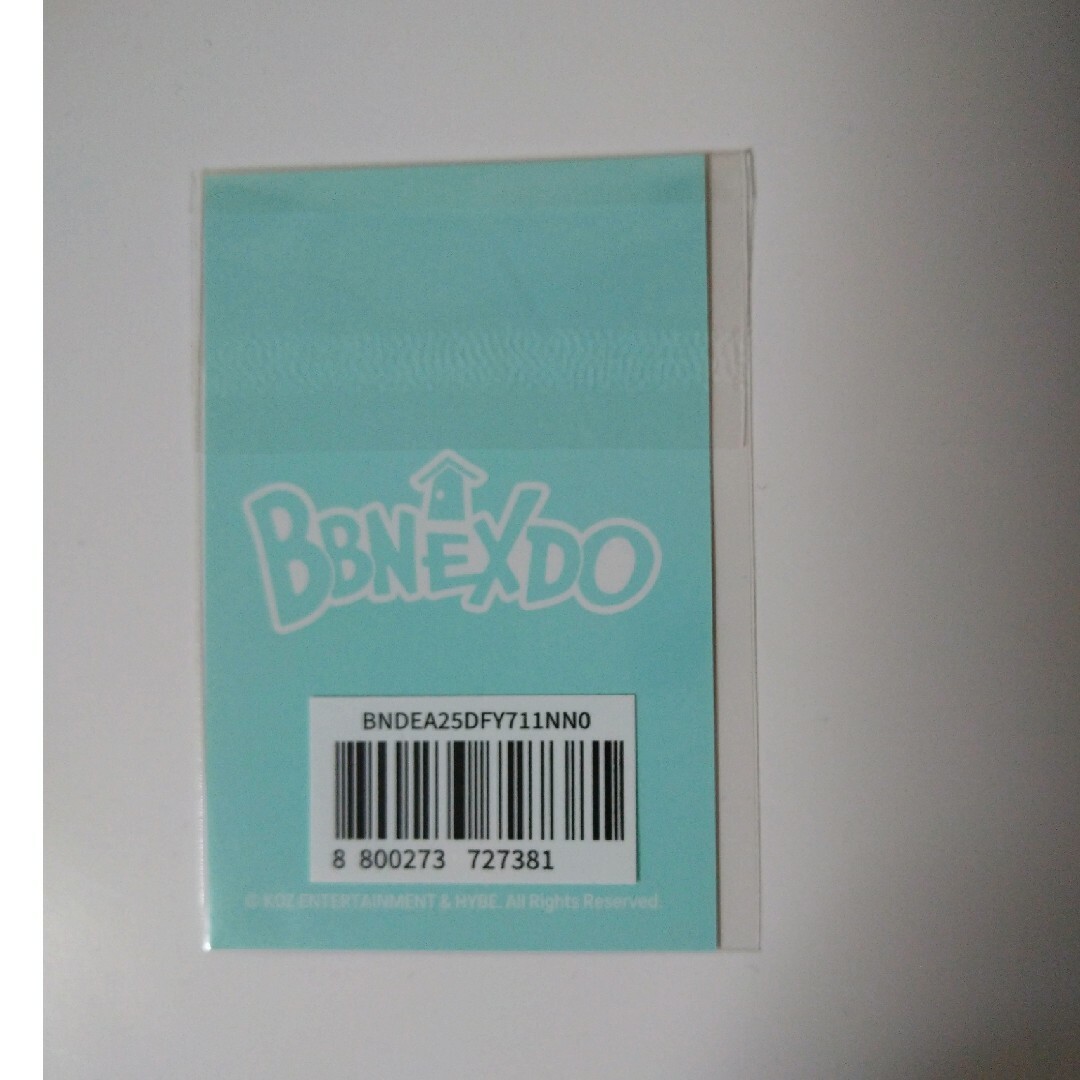 BBNEXDO
BNDEA25DFY711NN0
8 800273 727381
© KOZ ENTERTAINMENT & HYBE. All Rights Reserved.